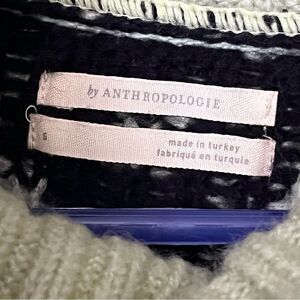 by ANTHROPOLOGIE
S
made in turkey
fabriqué en turquie